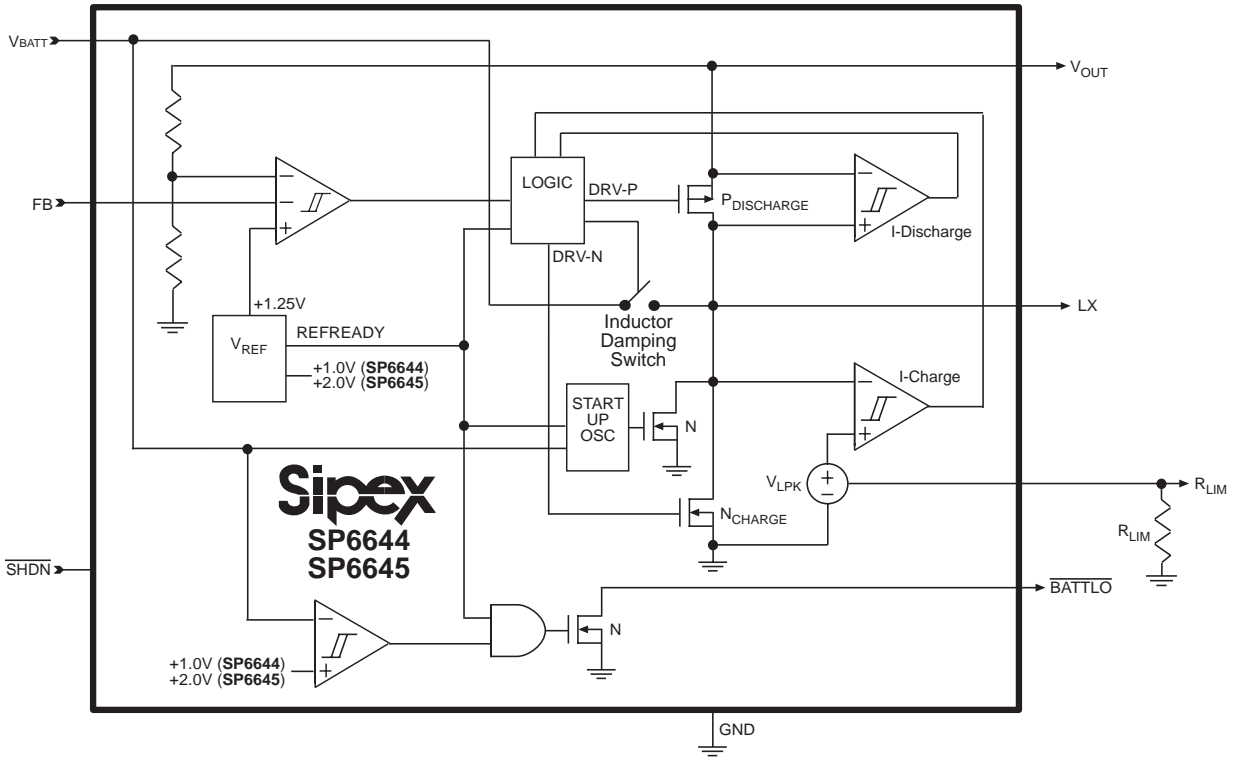 VBATT
VOUT
FB
LOGIC
DRV-P
PDISCHARGE
I-Discharge
DRV-N
+1.25V
VREF
REFREADY
+1.0V (SP6644)
+2.0V (SP6645)
Inductor
Damping
Switch
LX
START
UP
OSC
N
I-Charge
VLPK
RLIM
RLIM
NCHARGE
Sipex
SP6644
SP6645
SHDN
BATTLO
N
+1.0V (SP6644)
+2.0V (SP6645)
GND